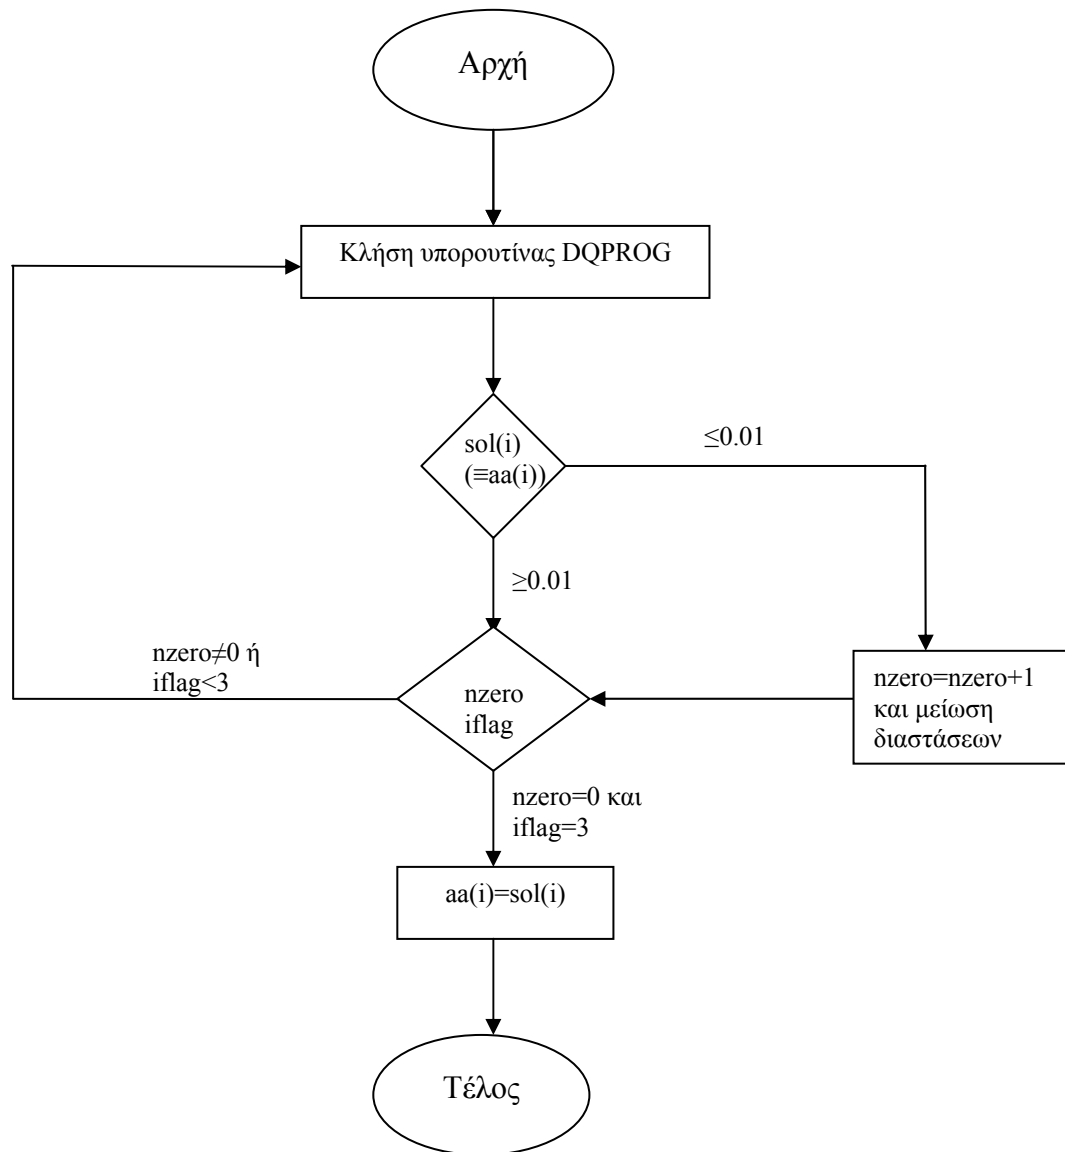 Αρχή
Κλήση υπορουτίνας DQPROG
sol(i)
(≡aa(i))
≤0.01
≥0.01
nzero≠0 ή
iflag<3
nzero
iflag
nzero=nzero+1
και μείωση
διαστάσεων
nzero=0 και
iflag=3
aa(i)=sol(i)
Τέλος